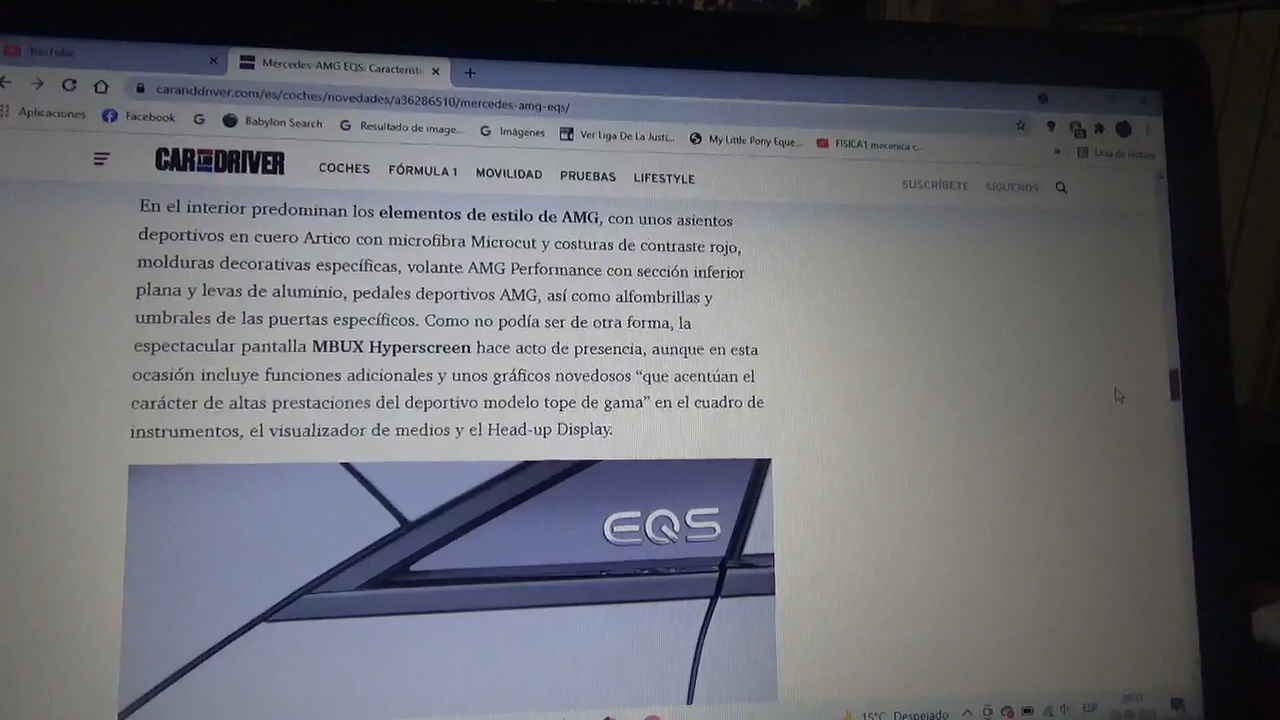 YouTube
Mercedes-AMG EQS: Característi
caranddriver.com/es/coches/novedades/a36286510/mercedes-amg-eqs/
Aplicaciones Facebook Babylon Search Resultado de image... Imágenes Ver Liga De La Justi... My Little Pony Eque... FISICA1 mecanica c...
» Lista de lectura
CAR AND DRIVER COCHES FÓRMULA 1 MOVILIDAD PRUEBAS LIFESTYLE SUSCRÍBETE SÍGUENOS
En el interior predominan los elementos de estilo de AMG, con unos asientos
deportivos en cuero Artico con microfibra Microcut y costuras de contraste rojo,
molduras decorativas específicas, volante AMG Performance con sección inferior
plana y levas de aluminio, pedales deportivos AMG, así como alfombrillas y
umbrales de las puertas específicos. Como no podía ser de otra forma, la
espectacular pantalla MBUX Hyperscreen hace acto de presencia, aunque en esta
ocasión incluye funciones adicionales y unos gráficos novedosos “que acentúan el
carácter de altas prestaciones del deportivo modelo tope de gama” en el cuadro de
instrumentos, el visualizador de medios y el Head-up Display.
EQS
15°C Despejado ESP